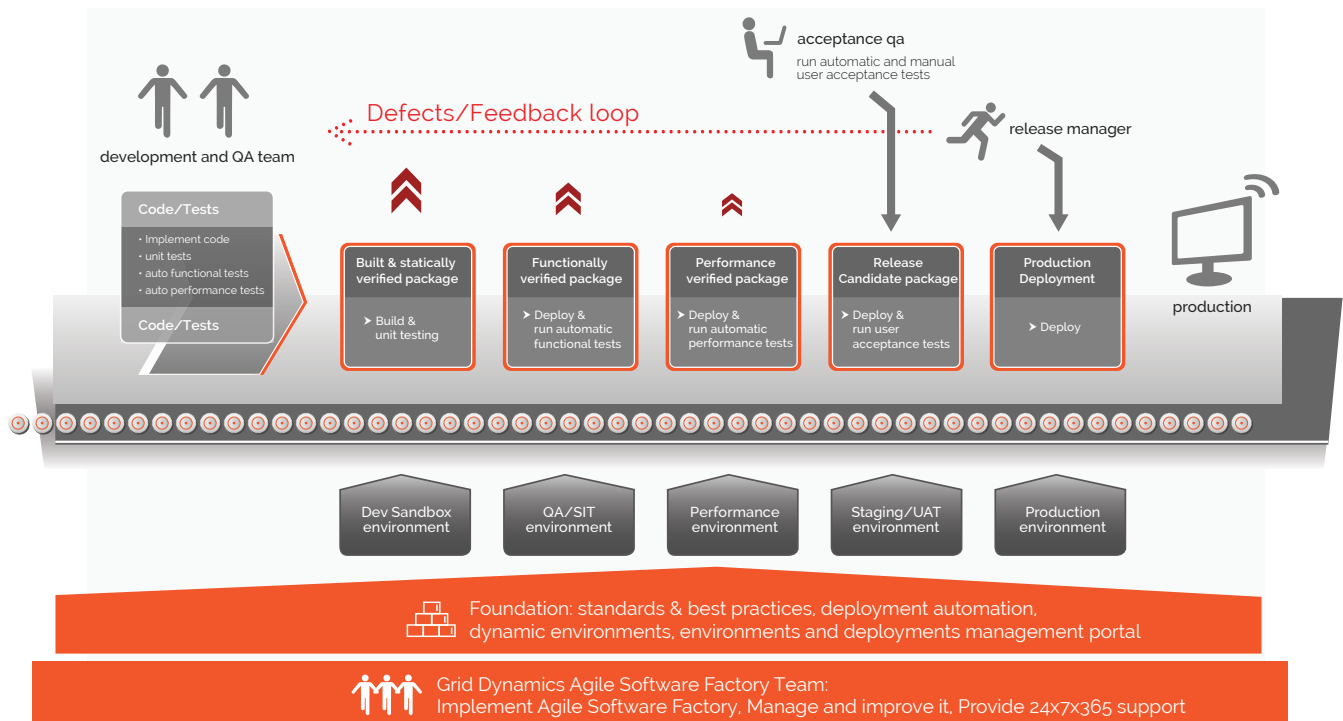 acceptance qa
run automatic and manual
user acceptance tests
Defects/Feedback loop
release manager
development and QA team
Code/Tests
• Implement code
• unit tests
• auto functional tests
• auto performance tests
Code/Tests
Built & statically
verified package
➤ Build &
unit testing
Functionally
verified package
➤ Deploy &
run automatic
functional tests
Performance
verified package
➤ Deploy &
run automatic
performance tests
Release
Candidate package
➤ Deploy &
run user
acceptance tests
Production
Deployment
➤ Deploy
production
Dev Sandbox
environment
QA/SIT
environment
Performance
environment
Staging/UAT
environment
Production
environment
Foundation: standards & best practices, deployment automation,
dynamic environments, environments and deployments management portal
Grid Dynamics Agile Software Factory Team:
Implement Agile Software Factory, Manage and improve it, Provide 24x7x365 support